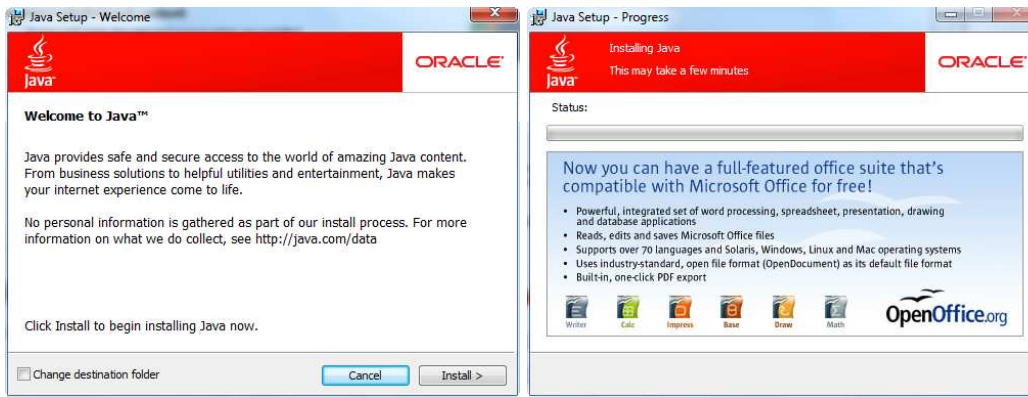 Java Setup - Welcome
Java
ORACLE
Welcome to Java™
Java provides safe and secure access to the world of amazing Java content.
From business solutions to helpful utilities and entertainment, Java makes
your internet experience come to life.
No personal information is gathered as part of our install process. For more
information on what we do collect, see http://java.com/data
Click Install to begin installing Java now.
Change destination folder
Cancel
Install >
Java Setup - Progress
Java
Installing Java
This may take a few minutes
ORACLE
Status:
Now you can have a full-featured office suite that's
compatible with Microsoft Office for free!
• Powerful, integrated set of word processing, spreadsheet, presentation, drawing
and database applications
• Reads, edits and saves Microsoft Office files
• Supports over 70 languages and Solaris, Windows, Linux and Mac operating systems
• Uses industry-standard, open file format (OpenDocument) as its default file format
• Built-in, one-click PDF export
Writer Calc Impress Base Draw Math
OpenOffice.org